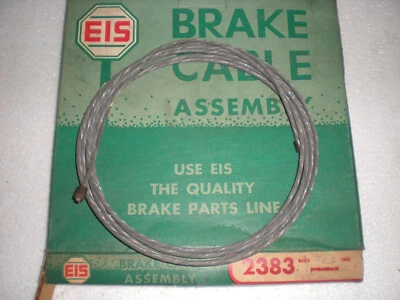 EIS
BRAKE
CABLE
ASSEMBLY
USE EIS
THE QUALITY
BRAKE PARTS LINE
EIS
BRAKE
ASSEMBLY
2383